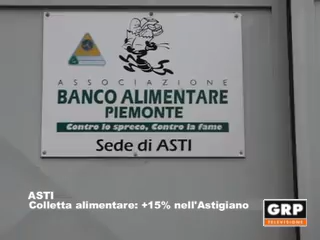 ASSOCIAZIONE
BANCO ALIMENTARE
PIEMONTE
Contro lo spreco, Contro la fame
Sede di ASTI
ASTI
Colletta alimentare: +15% nell'Astigiano
GRP
TELEVISIONE